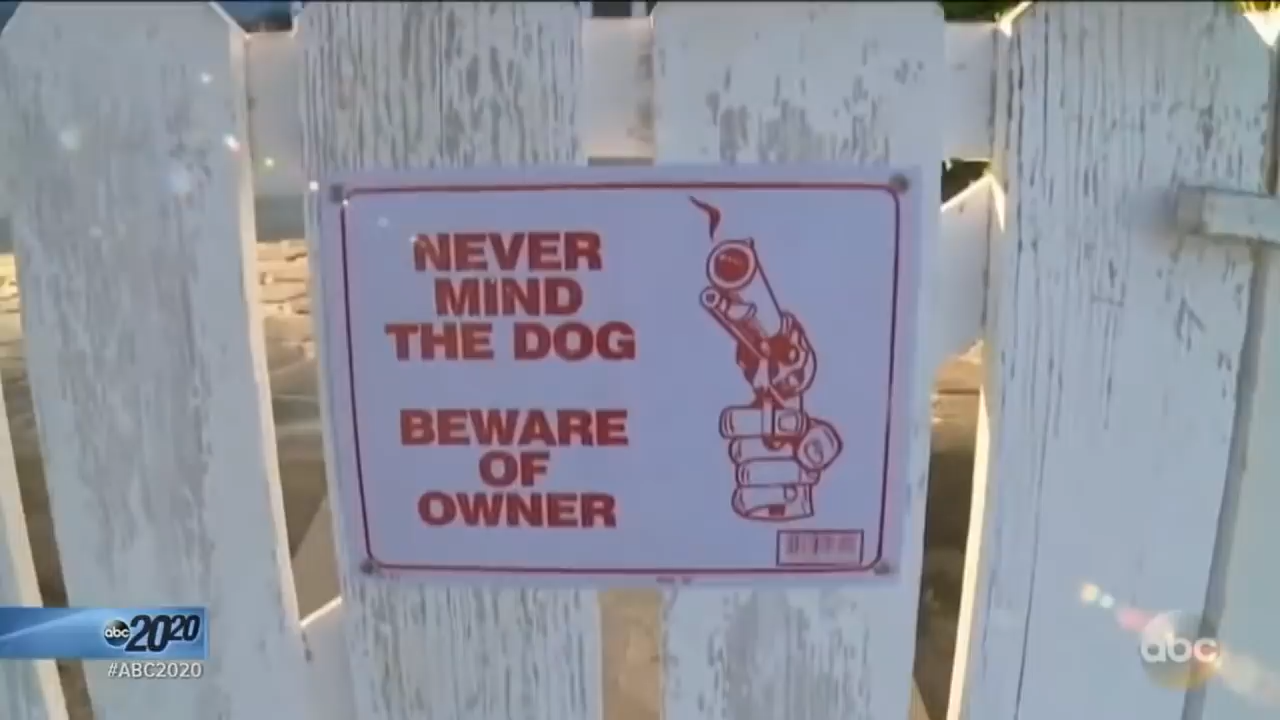 NEVER
MIND
THE DOG
BEWARE
OF
OWNER
abc 20/20
#ABC2020
abc